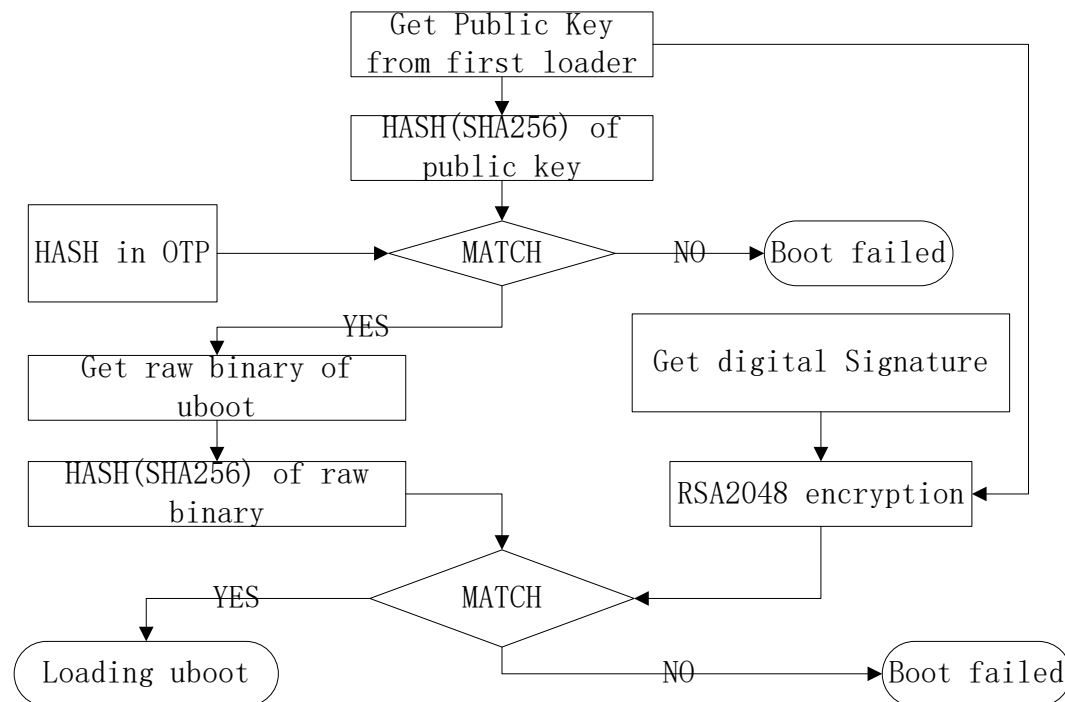 Get Public Key
from first loader
HASH(SHA256) of
public key
HASH in OTP
MATCH
NO
Boot failed
YES
Get raw binary of
uboot
Get digital Signature
HASH(SHA256) of raw
binary
RSA2048 encryption
MATCH
YES
Loading uboot
NO
Boot failed